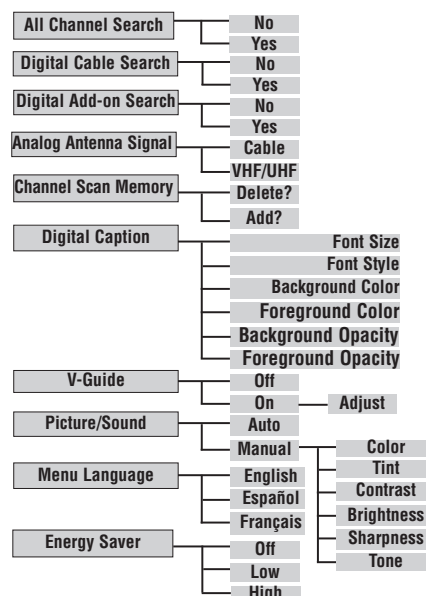 All Channel Search
No
Yes
Digital Cable Search
No
Yes
Digital Add-on Search
No
Yes
Analog Antenna Signal
Cable
VHF/UHF
Channel Scan Memory
Delete?
Add?
Digital Caption
Font Size
Font Style
Background Color
Foreground Color
Background Opacity
Foreground Opacity
V-Guide
Off
On
Adjust
Picture/Sound
Auto
Manual
Color
Tint
Contrast
Brightness
Sharpness
Tone
Menu Language
English
Español
Français
Energy Saver
Off
Low
High